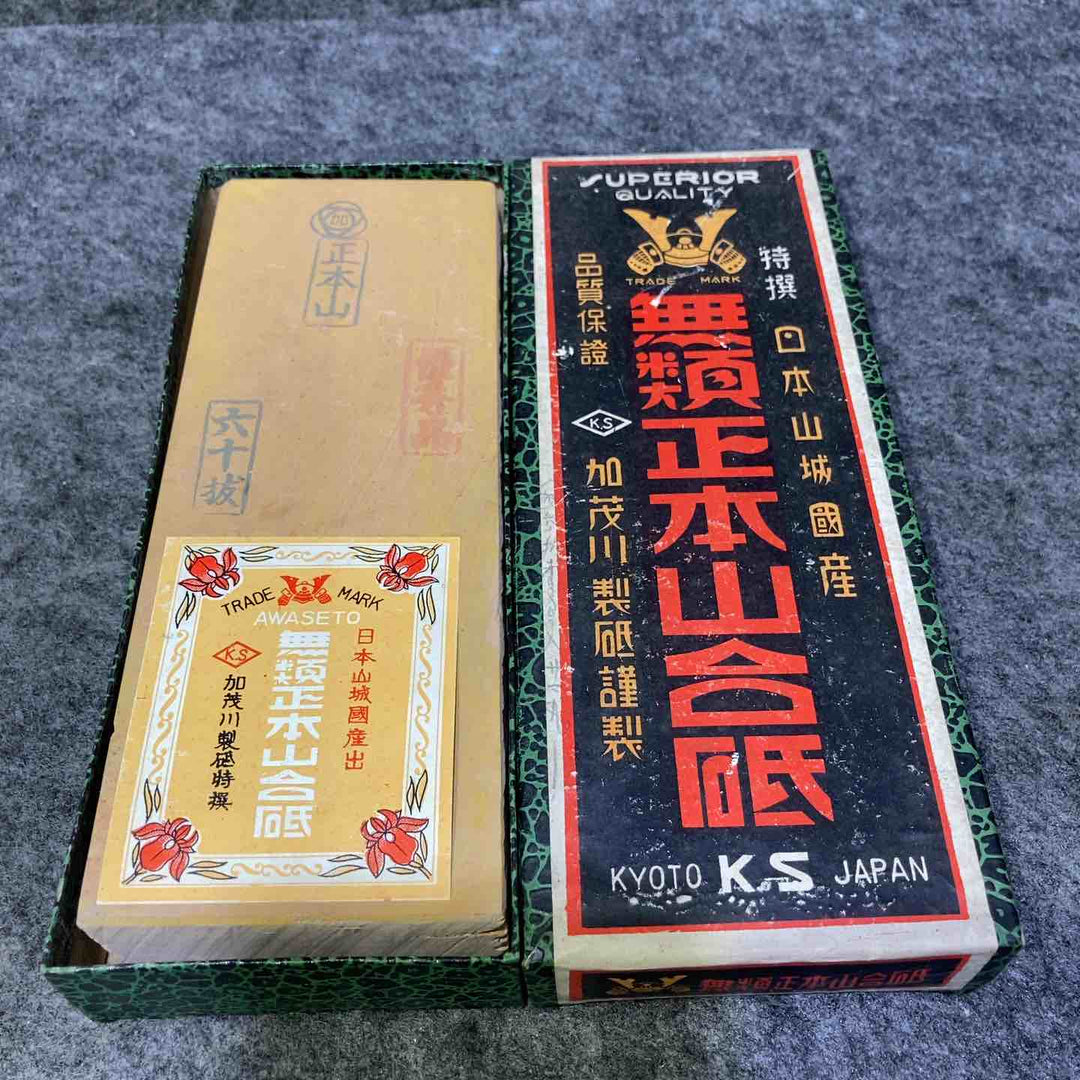 正本山
六十抜
TRADE MARK
AWASETO
日本山城國産出
無類正本山合砥
K.S
加茂川製砥特撰
SUPERIOR
QUALITY
TRADE MARK
特撰
日本山城國産
無類正本山合砥
品質保證
K.S
加茂川製砥謹製
KYOTO K.S JAPAN
無類正本山合砥